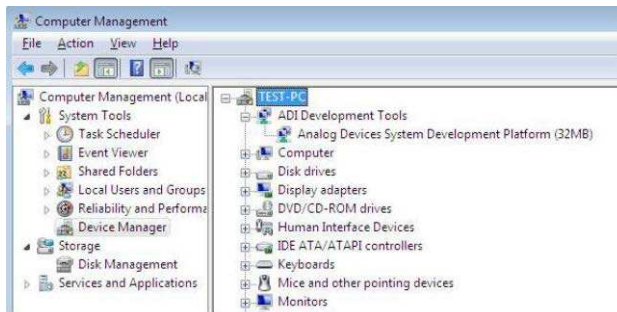 Computer Management
File Action View Help
Computer Management (Local
System Tools
Task Scheduler
Event Viewer
Shared Folders
Local Users and Groups
Reliability and Performa
Device Manager
Storage
Disk Management
Services and Applications
TEST-PC
ADI Development Tools
Analog Devices System Development Platform (32MB)
Computer
Disk drives
Display adapters
DVD/CD-ROM drives
Human Interface Devices
IDE ATA/ATAPI controllers
Keyboards
Mice and other pointing devices
Monitors